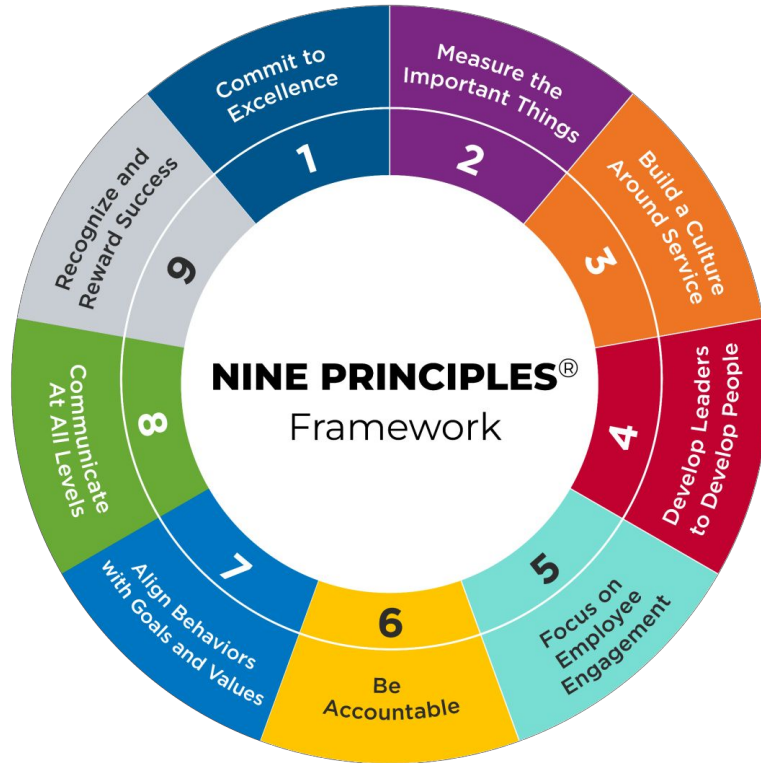 NINE PRINCIPLES®
Framework
1
Commit to
Excellence
2
Measure the
Important Things
3
Build a Culture
Around Service
4
Develop Leaders
to Develop People
5
Focus on
Employee
Engagement
6
Be
Accountable
7
Align Behaviors
with Goals and Values
8
Communicate
At All Levels
9
Recognize and
Reward Success